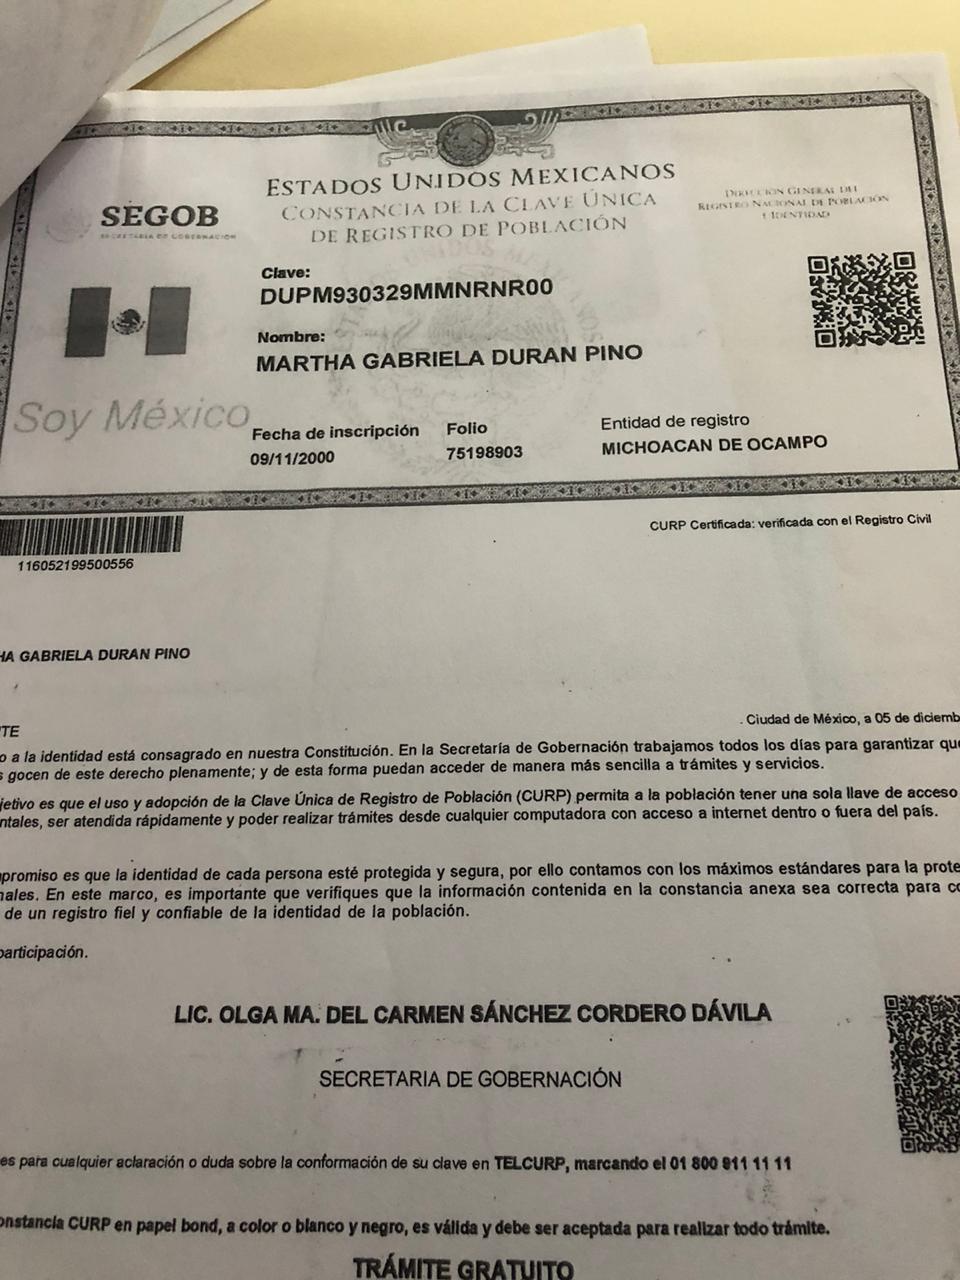 ESTADOS UNIDOS MEXICANOS
CONSTANCIA DE LA CLAVE ÚNICA
DE REGISTRO DE POBLACIÓN
SEGOB
SECRETARÍA DE GOBERNACIÓN
DIRECCIÓN GENERAL DEL
REGISTRO NACIONAL DE POBLACIÓN
E IDENTIDAD
Clave:
DUPM930329MMNRNR00
Nombre:
MARTHA GABRIELA DURAN PINO
Soy México
Fecha de inscripción
09/11/2000
Folio
75198903
Entidad de registro
MICHOACAN DE OCAMPO
116052199500556
CURP Certificada: verificada con el Registro Civil
HA GABRIELA DURAN PINO
TE
. Ciudad de México, a 05 de diciemb
o a la identidad está consagrado en nuestra Constitución. En la Secretaría de Gobernación trabajamos todos los días para garantizar que
s gocen de este derecho plenamente; y de esta forma puedan acceder de manera más sencilla a trámites y servicios.
jetivo es que el uso y adopción de la Clave Única de Registro de Población (CURP) permita a la población tener una sola llave de acceso
ntales, ser atendida rápidamente y poder realizar trámites desde cualquier computadora con acceso a internet dentro o fuera del país.
mpromiso es que la identidad de cada persona esté protegida y segura, por ello contamos con los máximos estándares para la prote
nales. En este marco, es importante que verifiques que la información contenida en la constancia anexa sea correcta para co
de un registro fiel y confiable de la identidad de la población.
participación.
LIC. OLGA MA. DEL CARMEN SÁNCHEZ CORDERO DÁVILA
SECRETARIA DE GOBERNACIÓN
es para cualquier aclaración o duda sobre la conformación de su clave en TELCURP, marcando el 01 800 911 11 11
onstancia CURP en papel bond, a color o blanco y negro, es válida y debe ser aceptada para realizar todo trámite.
TRÁMITE GRATUITO